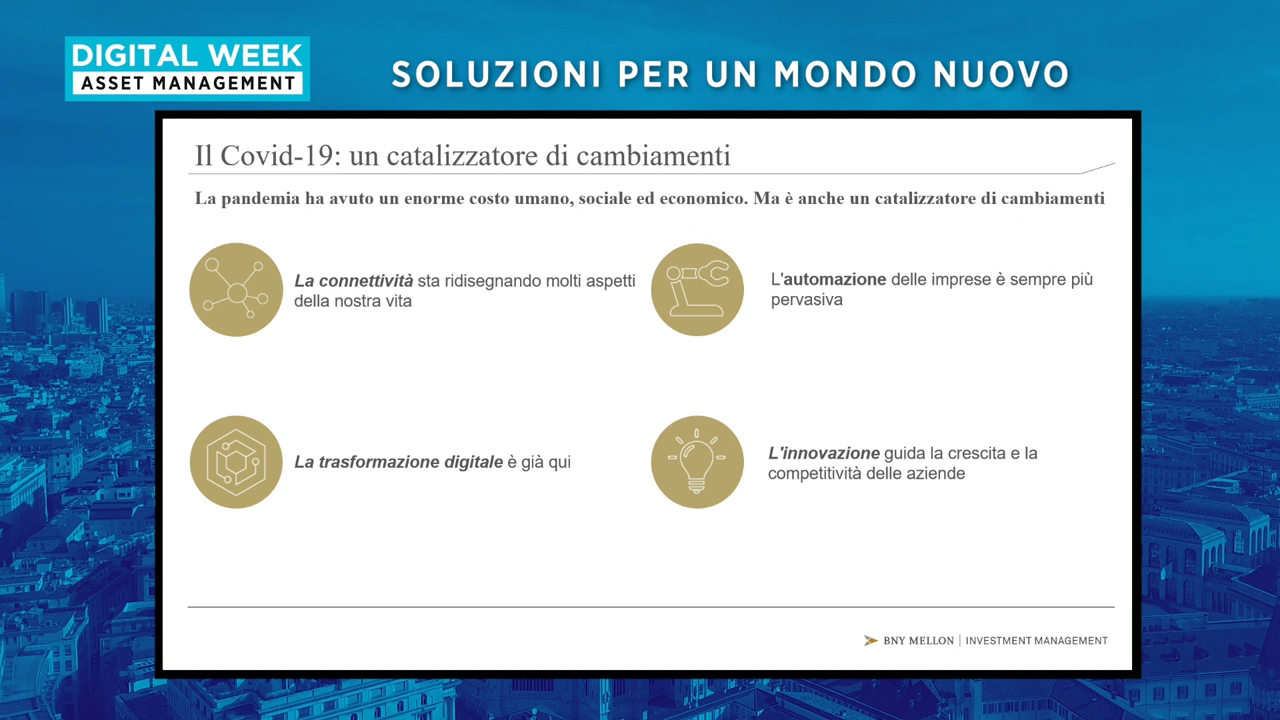 DIGITAL WEEK
ASSET MANAGEMENT
SOLUZIONI PER UN MONDO NUOVO
Il Covid-19: un catalizzatore di cambiamenti
La pandemia ha avuto un enorme costo umano, sociale ed economico. Ma è anche un catalizzatore di cambiamenti
La connettività sta ridisegnando molti aspetti
della nostra vita
L'automazione delle imprese è sempre più
pervasiva
La trasformazione digitale è già qui
L'innovazione guida la crescita e la
competitività delle aziende
BNY MELLON | INVESTMENT MANAGEMENT